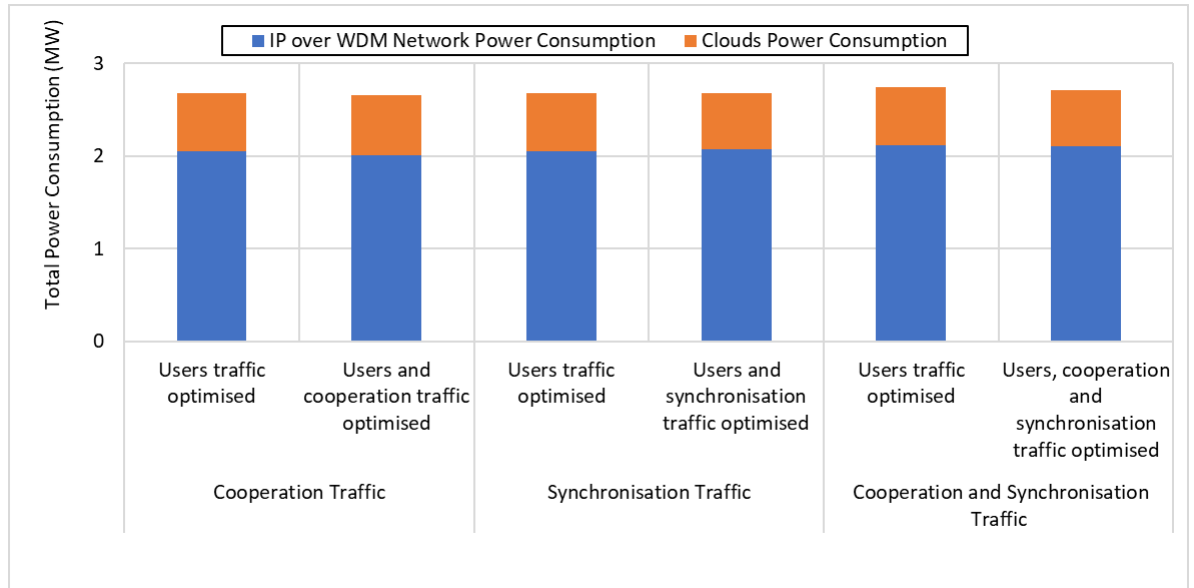 IP over WDM Network Power Consumption Clouds Power Consumption
Total Power Consumption (MW)
3
2
1
0
Users traffic
optimised
Users and
cooperation traffic
optimised
Users traffic
optimised
Users and
synchronisation
traffic optimised
Users traffic
optimised
Users, cooperation
and
synchronisation
traffic optimised
Cooperation Traffic
Synchronisation Traffic
Cooperation and Synchronisation
Traffic